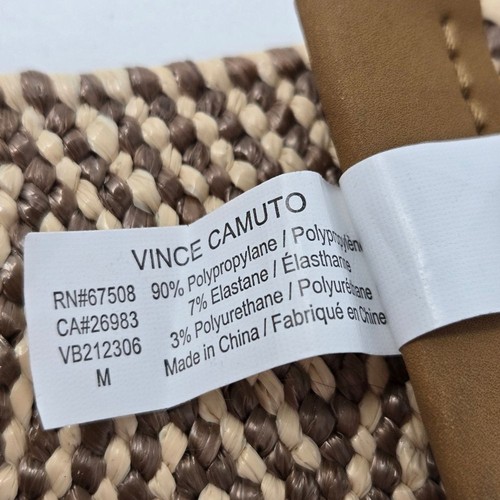 VINCE CAMUTO
RN#67508
CA#26983
VB212306
M
90% Polypropylane / Polypropylène
7% Elastane / Élasthane
3% Polyurethane / Polyuréthane
Made in China / Fabriqué en Chine